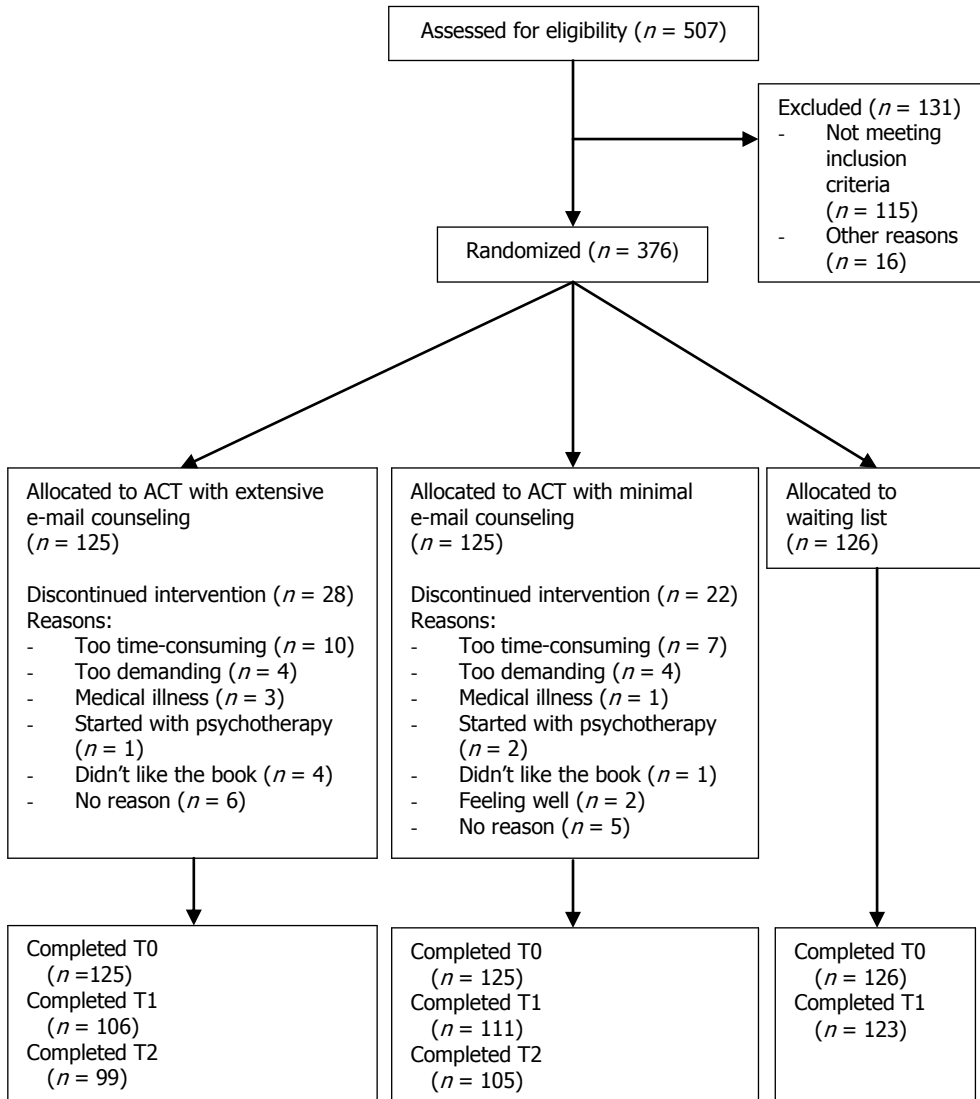 Assessed for eligibility (n = 507)
Excluded (n = 131)
- Not meeting
inclusion
criteria
(n = 115)
- Other reasons
(n = 16)
Randomized (n = 376)
Allocated to ACT with extensive
e-mail counseling
(n = 125)
Discontinued intervention (n = 28)
Reasons:
- Too time-consuming (n = 10)
- Too demanding (n = 4)
- Medical illness (n = 3)
- Started with psychotherapy
(n = 1)
- Didn't like the book (n = 4)
- No reason (n = 6)
Allocated to ACT with minimal
e-mail counseling
(n = 125)
Discontinued intervention (n = 22)
Reasons:
- Too time-consuming (n = 7)
- Too demanding (n = 4)
- Medical illness (n = 1)
- Started with psychotherapy
(n = 2)
- Didn't like the book (n = 1)
- Feeling well (n = 2)
- No reason (n = 5)
Allocated to
waiting list
(n = 126)
Completed T0
(n =125)
Completed T1
(n = 106)
Completed T2
(n = 99)
Completed T0
(n = 125)
Completed T1
(n = 111)
Completed T2
(n = 105)
Completed T0
(n = 126)
Completed T1
(n = 123)